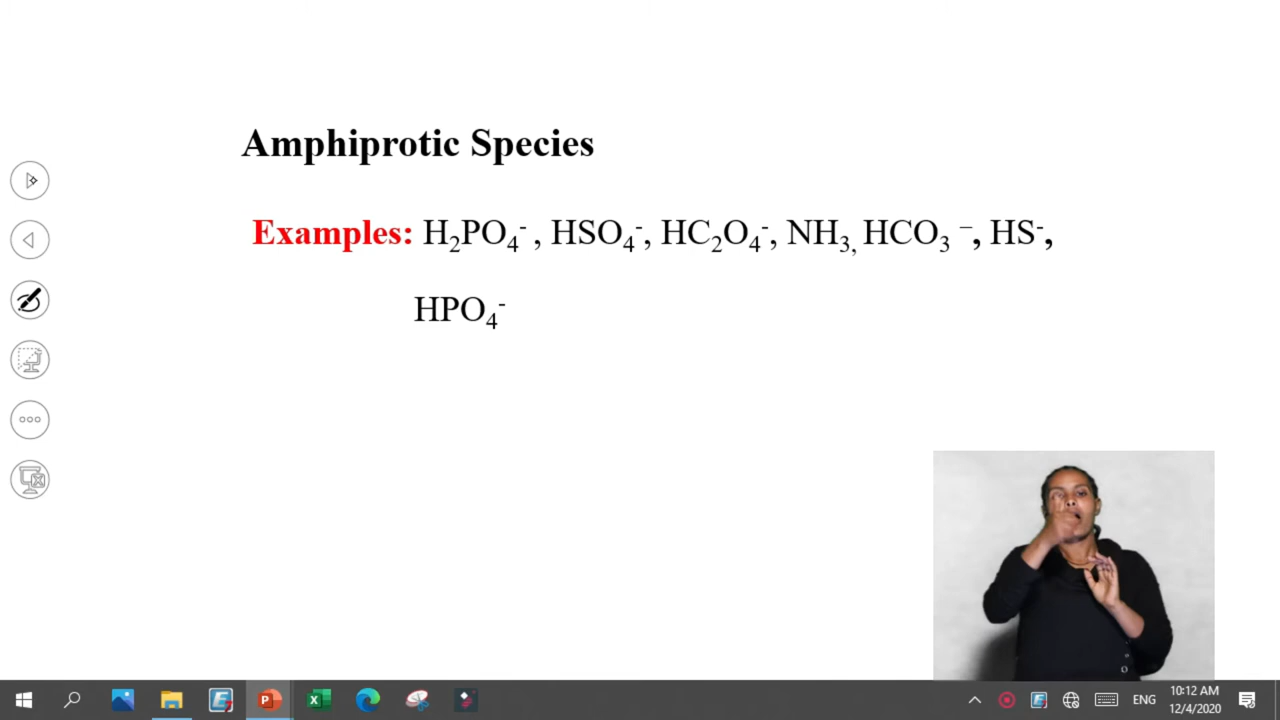 Amphiprotic Species
Examples: H₂PO₄⁻ , HSO₄⁻, HC₂O₄⁻, NH₃, HCO₃ ⁻, HS⁻,
HPO₄⁻
ENG
10:12 AM
12/4/2020